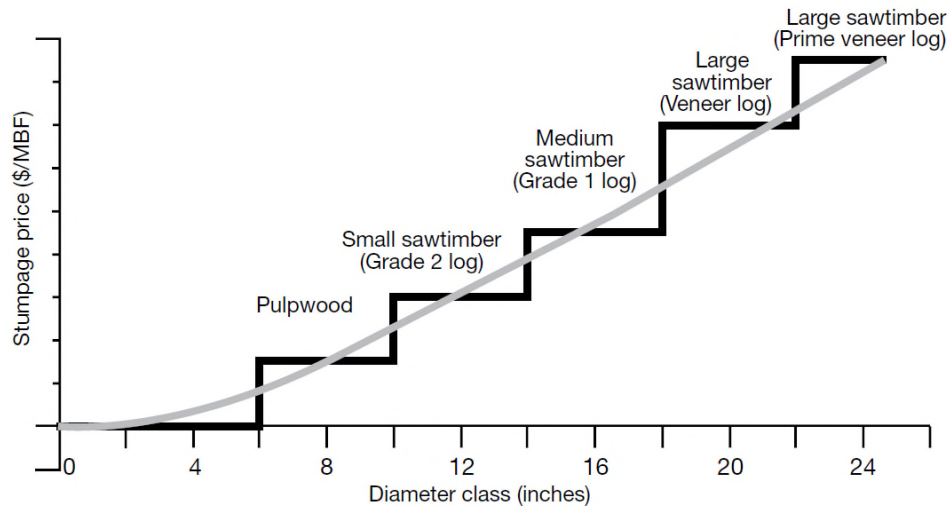 Large sawtimber
(Prime veneer log)
Large
sawtimber
(Veneer log)
Medium
sawtimber
(Grade 1 log)
Small sawtimber
(Grade 2 log)
Pulpwood
Stumpage price ($/MBF)
0 4 8 12 16 20 24
Diameter class (inches)